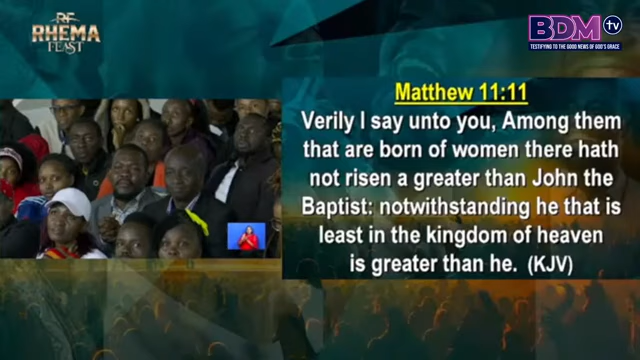 RF
RHEMA
FEAST
BDM tv
TESTIFYING TO THE GOOD NEWS OF GOD'S GRACE
Matthew 11:11
Verily I say unto you, Among them
that are born of women there hath
not risen a greater than John the
Baptist: notwithstanding he that is
least in the kingdom of heaven
is greater than he. (KJV)